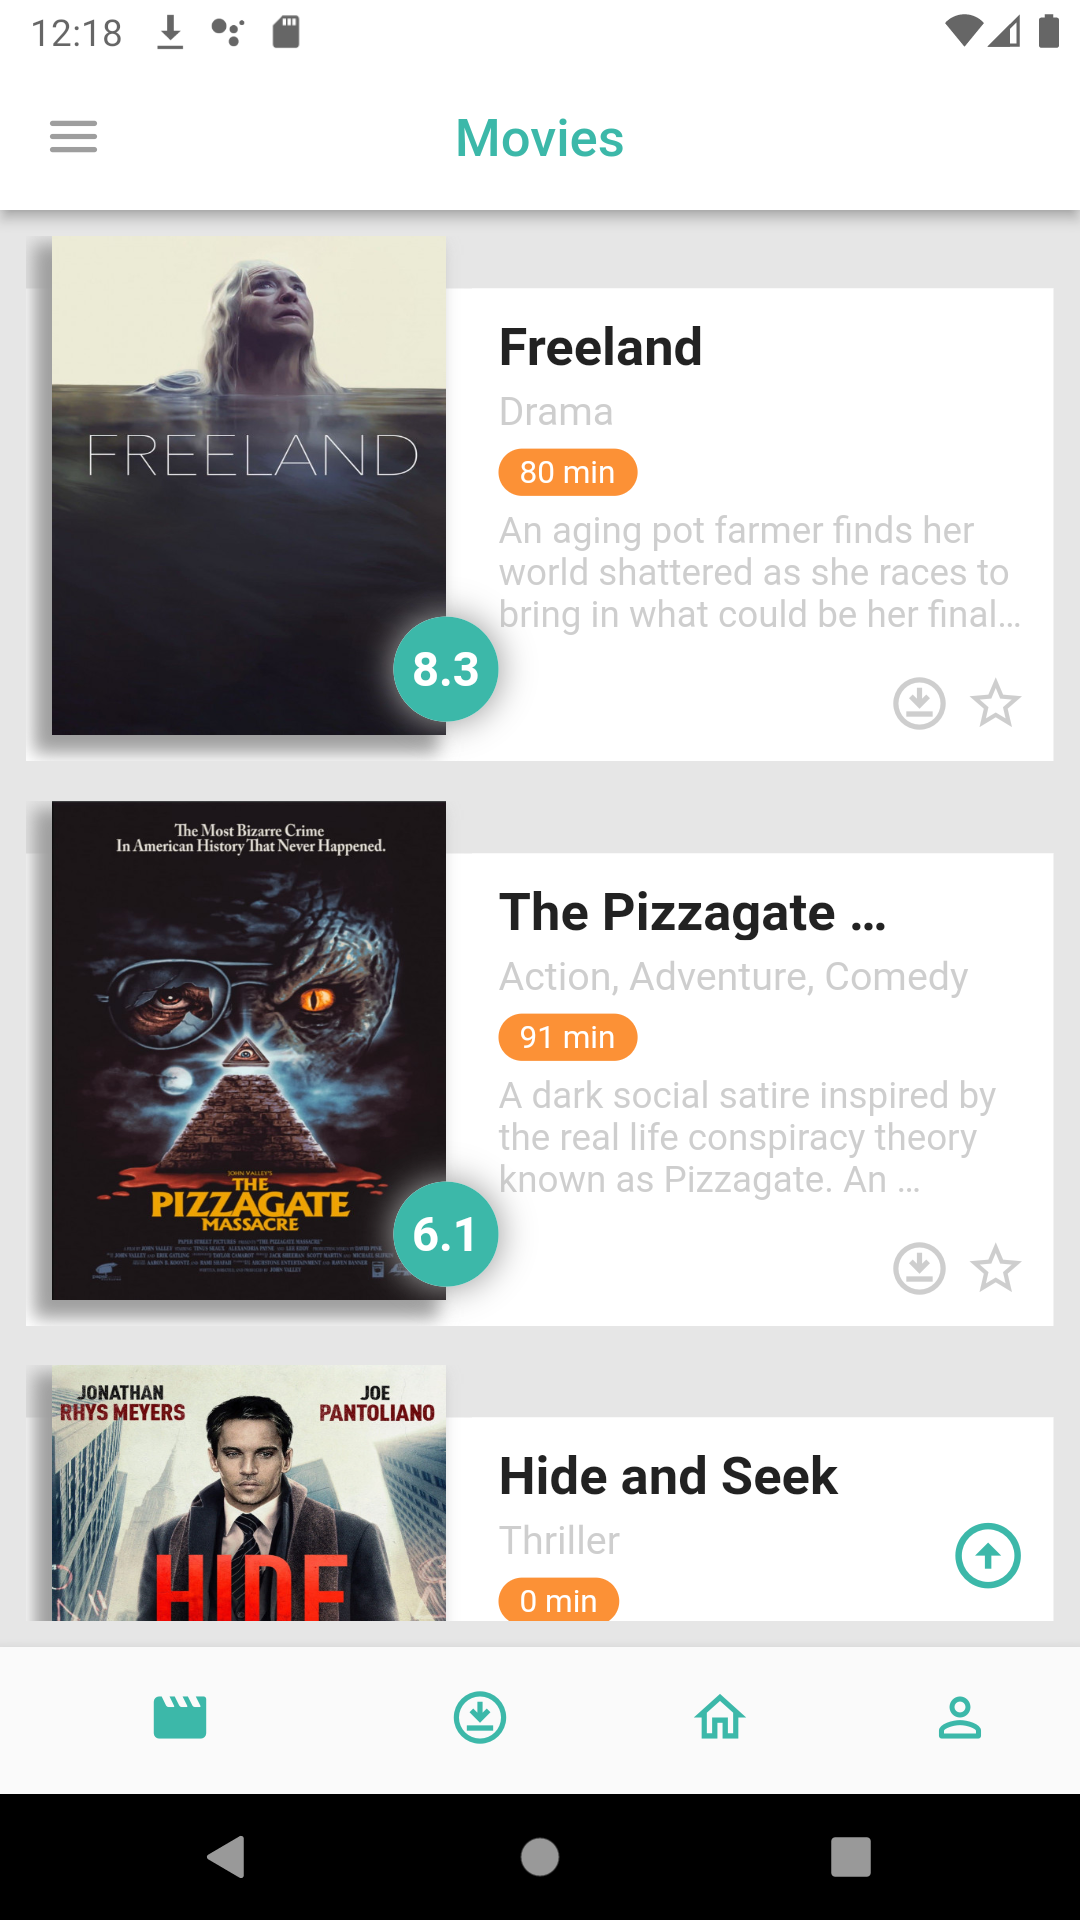 12:18
Movies
FREELAND
8.3
Freeland
Drama
80 min
An aging pot farmer finds her
world shattered as she races to
bring in what could be her final...
The Most Bizarre Crime
In American History That Never Happened.
JOHN VALLEY'S
THE
PIZZAGATE
MASSACRE
6.1
The Pizzagate ...
Action, Adventure, Comedy
91 min
A dark social satire inspired by
the real life conspiracy theory
known as Pizzagate. An ...
JONATHAN
RHYS MEYERS
JOE
PANTOLIANO
HIDE
Hide and Seek
Thriller
0 min